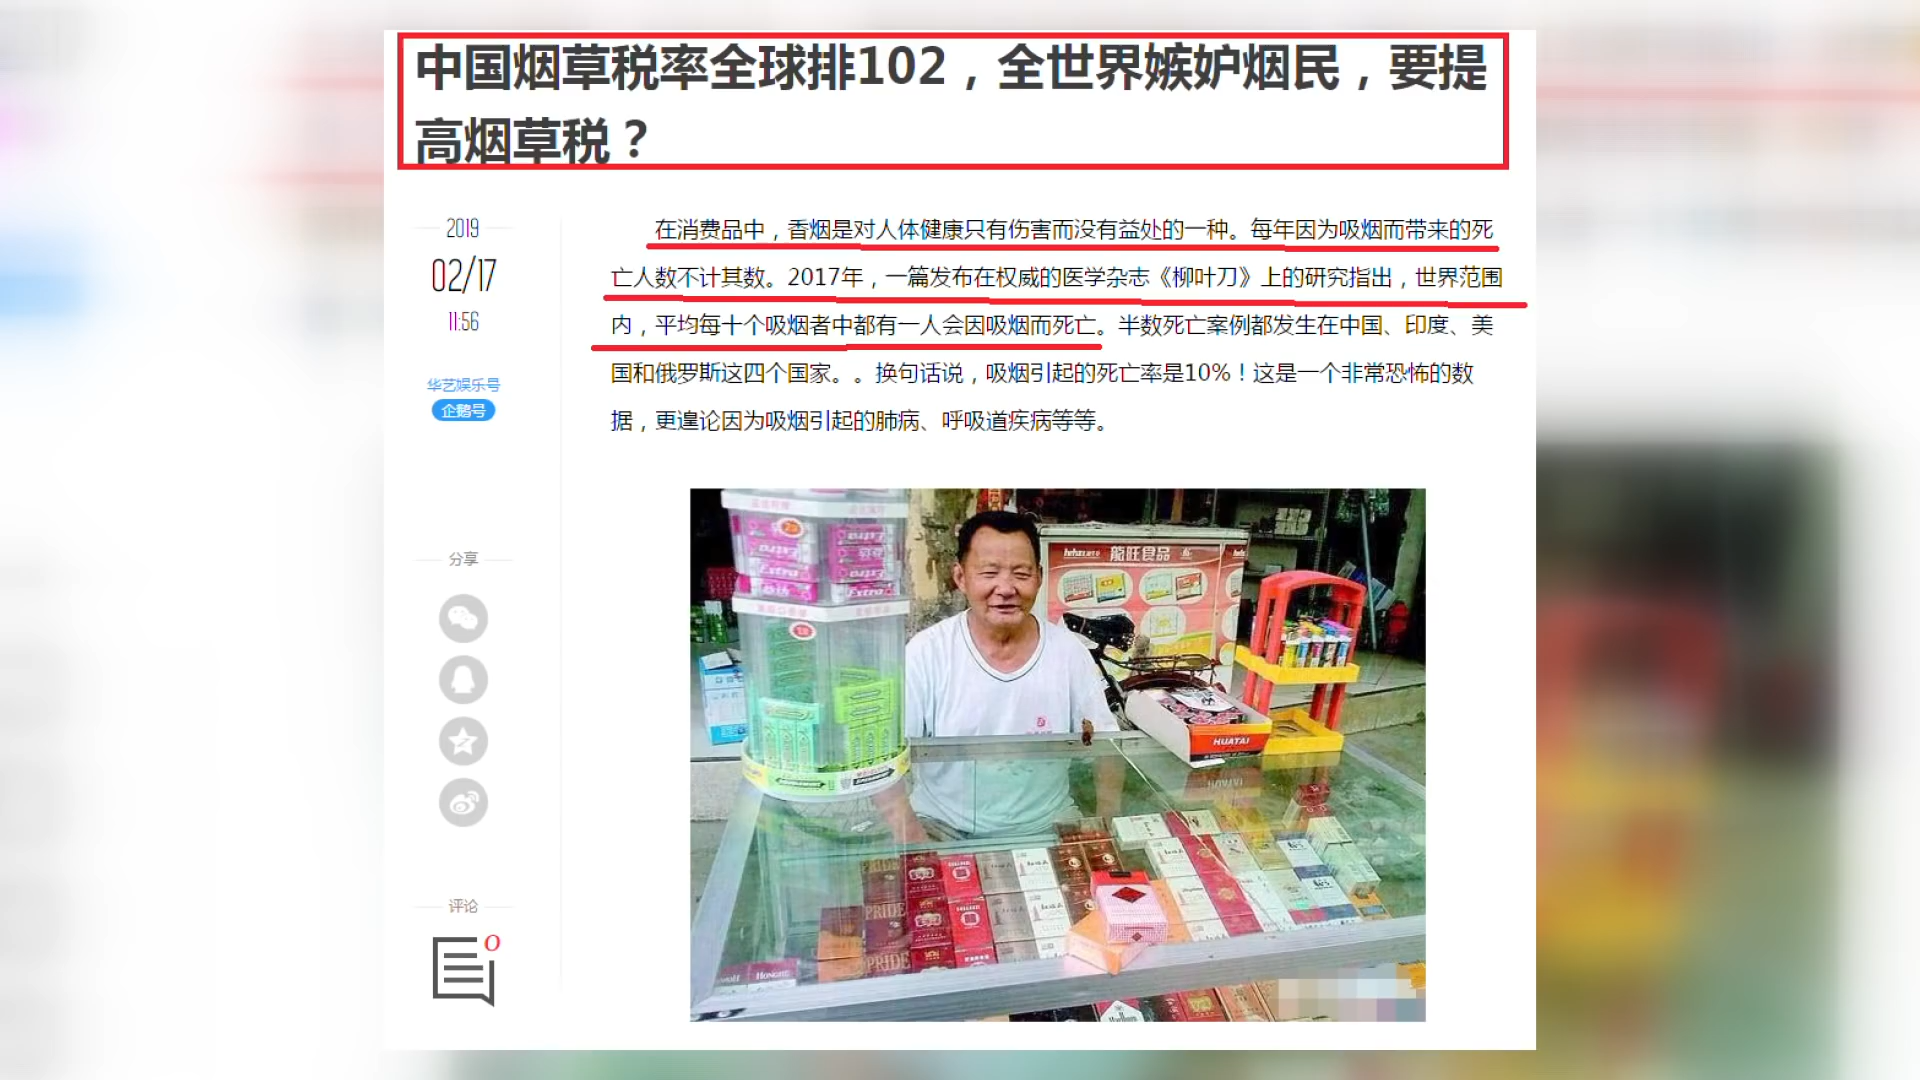 中国烟草税率全球排102，全世界嫉妒烟民，要提
高烟草税？
2019
02/17
11:56
华艺娱乐号
企鹅号
在消费品中，香烟是对人体健康只有伤害而没有益处的一种。每年因为吸烟而带来的死
亡人数不计其数。2017年，一篇发布在权威的医学杂志《柳叶刀》上的研究指出，世界范围
内，平均每十个吸烟者中都有一人会因吸烟而死亡。半数死亡案例都发生在中国、印度、美
国和俄罗斯这四个国家。。换句话说，吸烟引起的死亡率是10%！这是一个非常恐怖的数
据，更遑论因为吸烟引起的肺病、呼吸道疾病等等。
分享
评论
0
龍旺食品
Extra
Extra
HUATAI
PRIDE
PRIDE